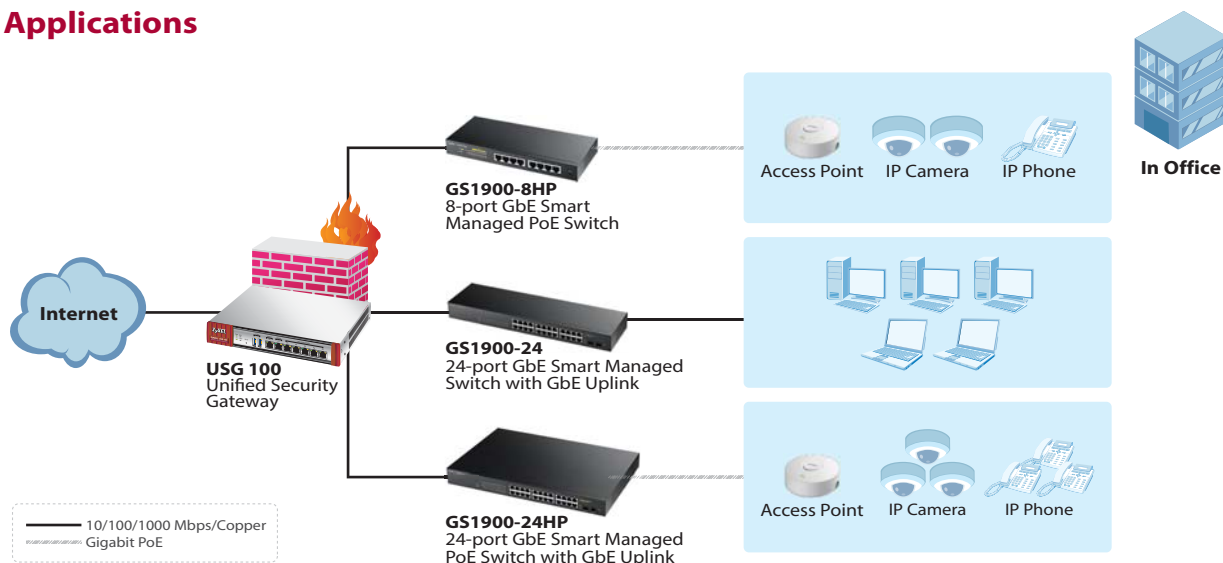 Applications
In Office
Internet
USG 100
Unified Security
Gateway
GS1900-8HP
8-port GbE Smart
Managed PoE Switch
Access Point
IP Camera
IP Phone
GS1900-24
24-port GbE Smart Managed
Switch with GbE Uplink
GS1900-24HP
24-port GbE Smart Managed
PoE Switch with GbE Uplink
Access Point
IP Camera
IP Phone
10/100/1000 Mbps/Copper
Gigabit PoE